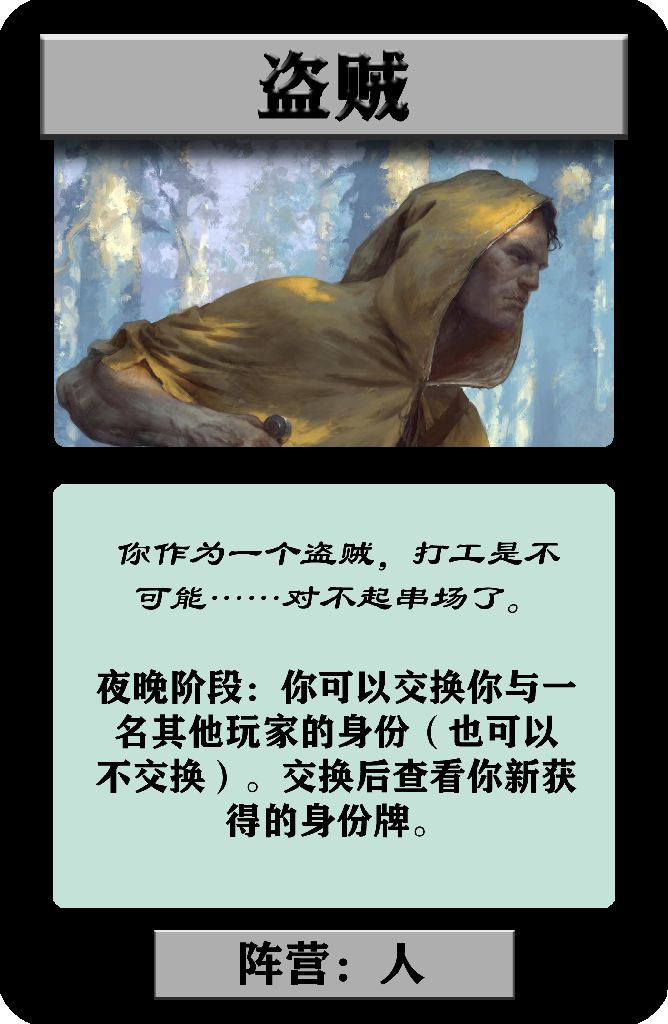 盗贼
你作为一个盗贼，打工是不
可能……对不起串场了。
夜晚阶段：你可以交换你与一
名其他玩家的身份（也可以
不交换）。交换后查看你新获
得的身份牌。
阵营：人